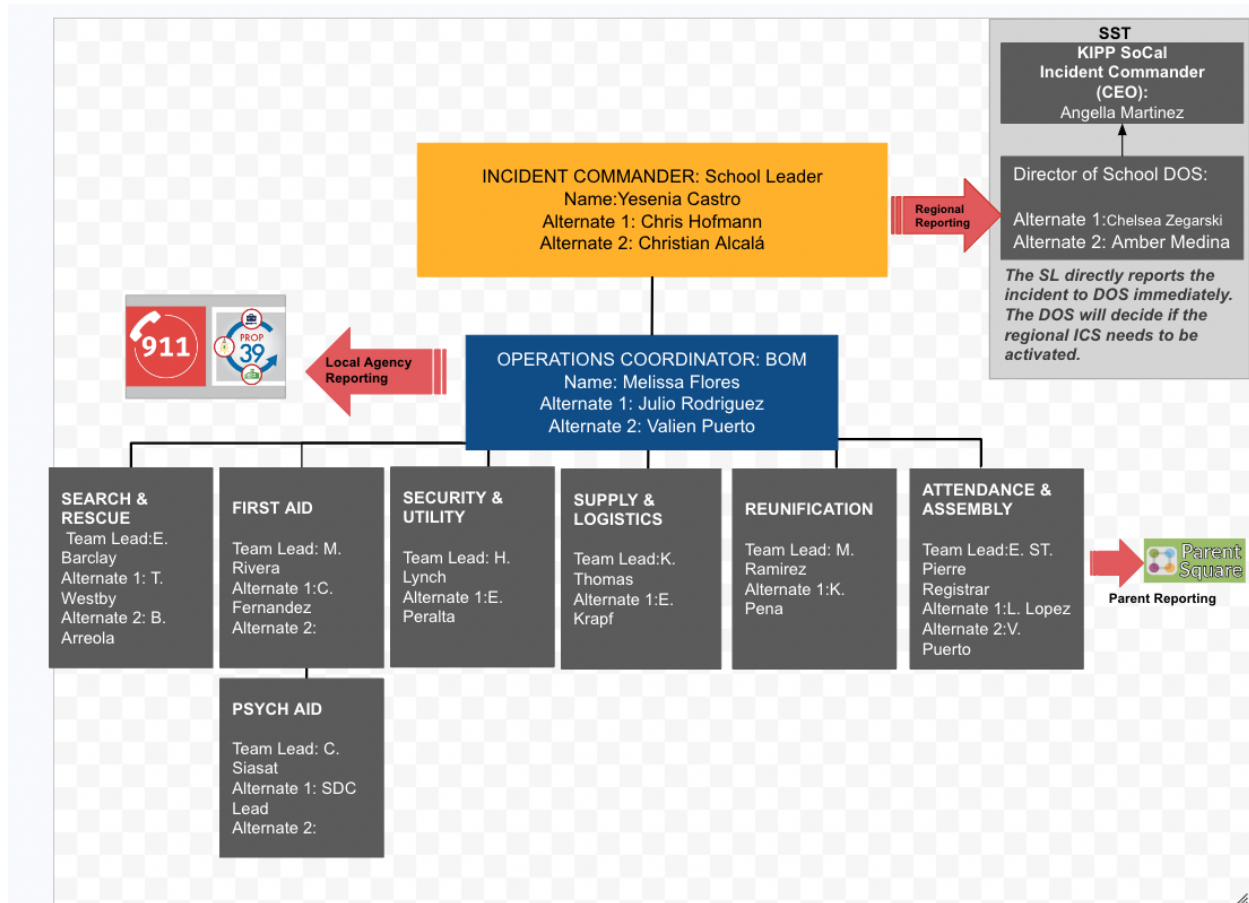 SST
KIPP SoCal
Incident Commander
(CEO):
Angella Martinez
INCIDENT COMMANDER: School Leader
Name:Yesenia Castro
Alternate 1: Chris Hofmann
Alternate 2: Christian Alcalá
Regional
Reporting
Director of School DOS:
Alternate 1:Chelsea Zegarski
Alternate 2: Amber Medina
The SL directly reports the
incident to DOS immediately.
The DOS will decide if the
regional ICS needs to be
activated.
911
PROP
39
Local Agency
Reporting
OPERATIONS COORDINATOR: BOM
Name: Melissa Flores
Alternate 1: Julio Rodriguez
Alternate 2: Valien Puerto
SEARCH &
RESCUE
Team Lead:E.
Barclay
Alternate 1: T.
Westby
Alternate 2: B.
Arreola
FIRST AID
Team Lead: M.
Rivera
Alternate 1:C.
Fernandez
Alternate 2:
SECURITY &
UTILITY
Team Lead: H.
Lynch
Alternate 1:E.
Peralta
SUPPLY &
LOGISTICS
Team Lead:K.
Thomas
Alternate 1:E.
Krapf
REUNIFICATION
Team Lead: M.
Ramirez
Alternate 1:K.
Pena
ATTENDANCE &
ASSEMBLY
Team Lead:E. ST.
Pierre
Registrar
Alternate 1:L. Lopez
Alternate 2:V.
Puerto
Parent
Square
Parent Reporting
PSYCH AID
Team Lead: C.
Siasat
Alternate 1: SDC
Lead
Alternate 2: